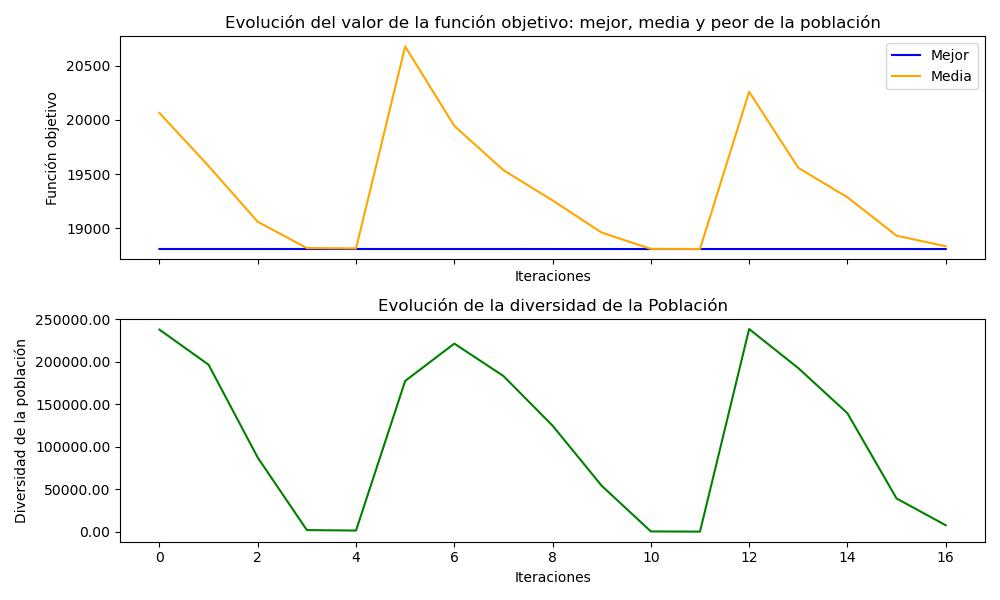 Evolución del valor de la función objetivo: mejor, media y peor de la población
Función objetivo
20500
20000
19500
19000
Mejor
Media
Iteraciones
Evolución de la diversidad de la Población
Diversidad de la población
250000.00
200000.00
150000.00
100000.00
50000.00
0.00
0 2 4 6 8 10 12 14 16
Iteraciones